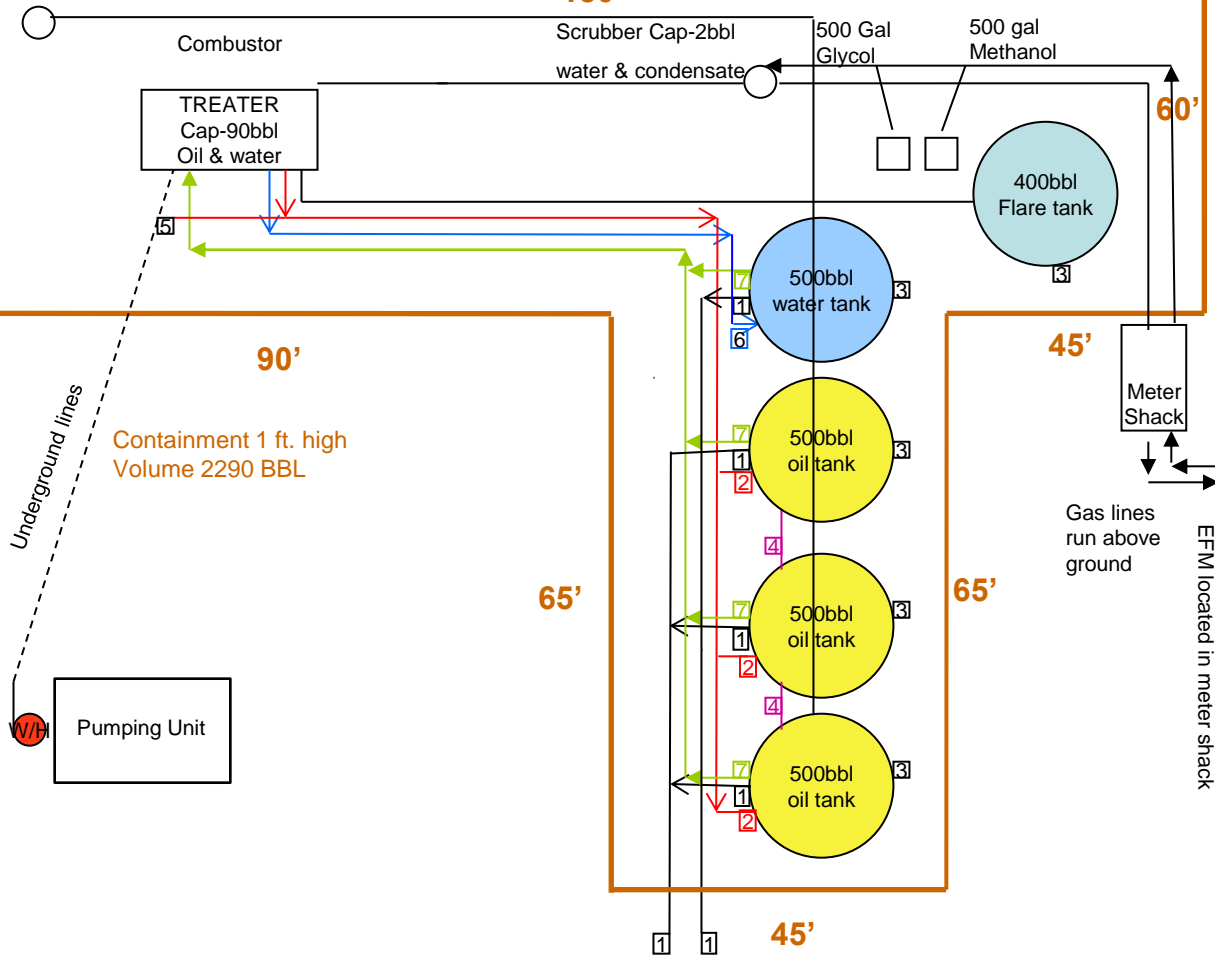 Combustor
Scrubber Cap-2bbl
water & condensate
500 Gal
Glycol
500 gal
Methanol
60’
TREATER
Cap-90bbl
Oil & water
400bbl
Flare tank
3
5
7
500bbl
water tank
3
1
6
90’
45’
Underground lines
Containment 1 ft. high
Volume 2290 BBL
Meter
Shack
7
500bbl
oil tank
3
1
2
4
Gas lines
run above
ground
EFM located in meter shack
65’
65’
7
500bbl
oil tank
3
1
2
4
W/H
Pumping Unit
7
500bbl
oil tank
3
1
2
1
1
45’